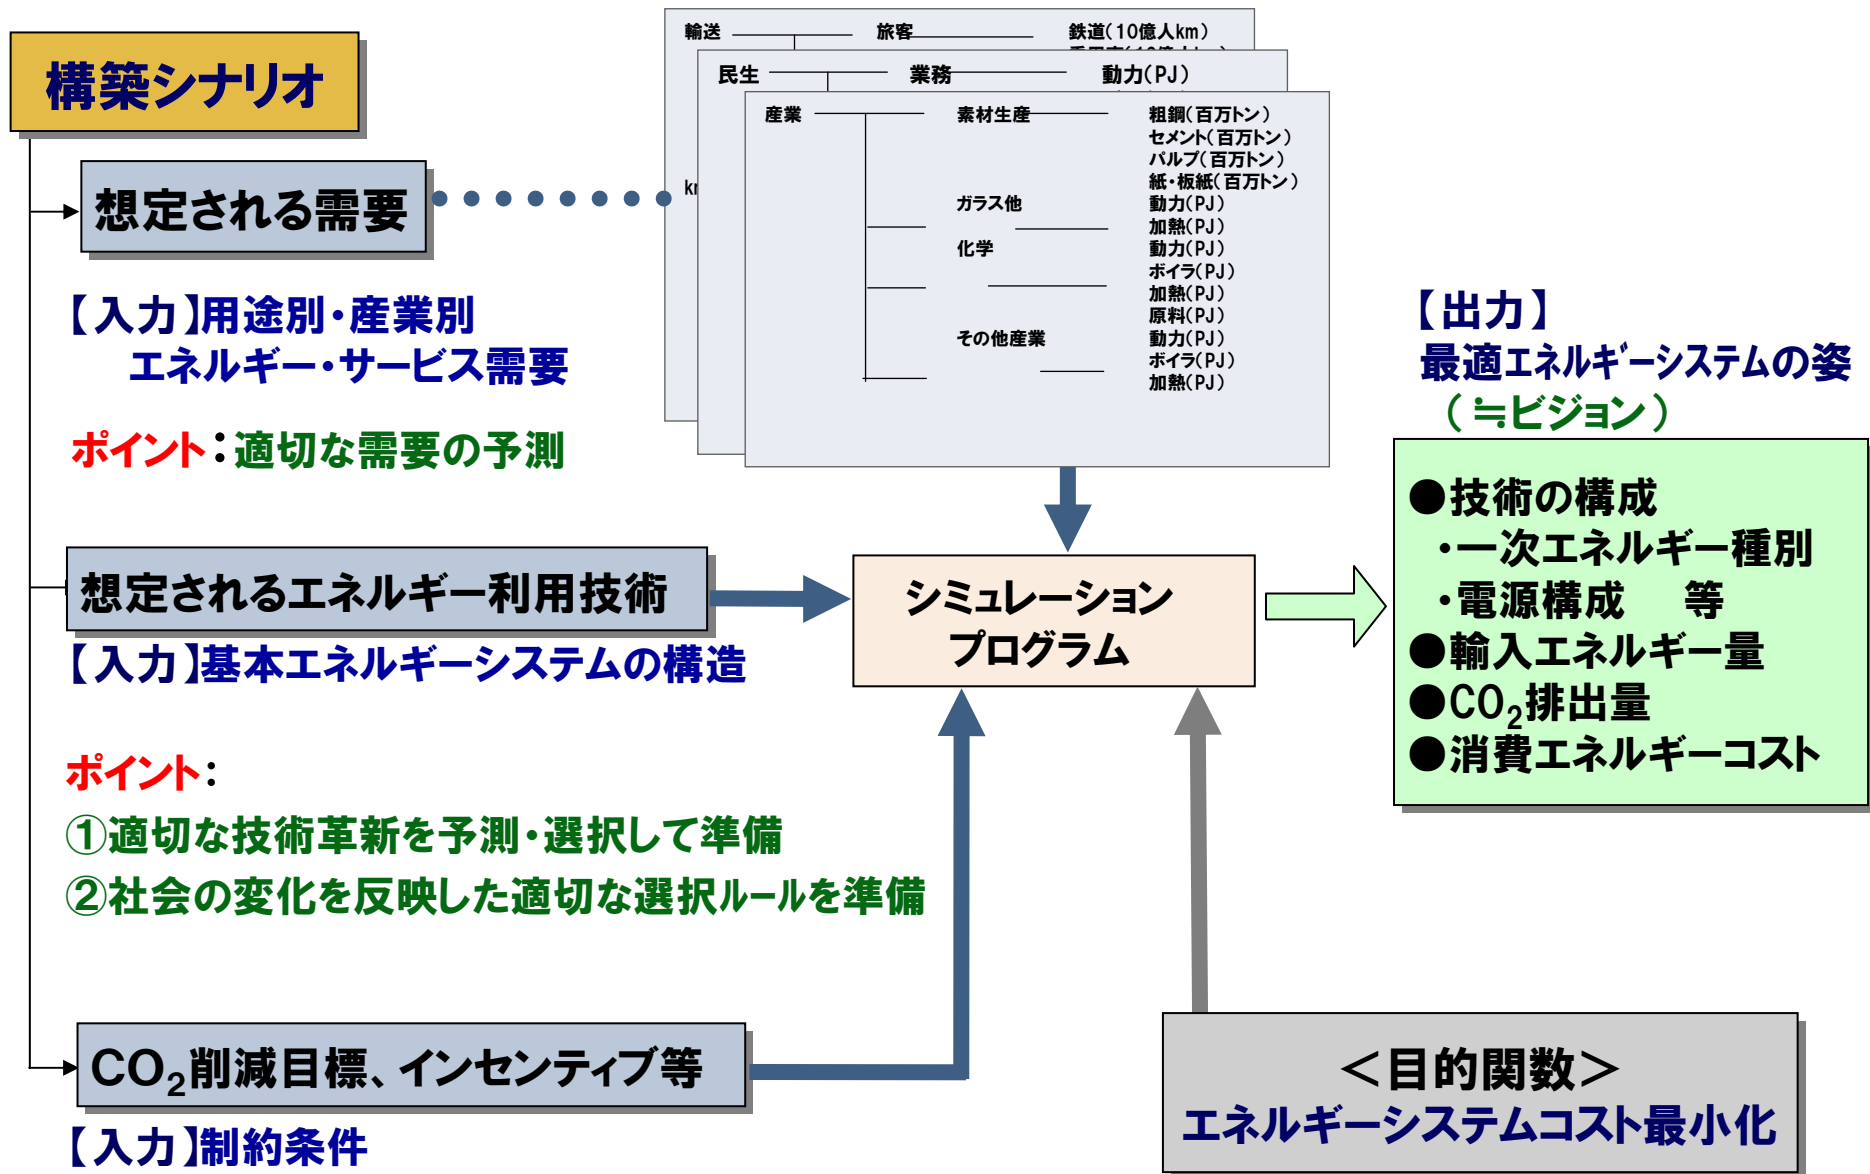 構築シナリオ
想定される需要
【入力】用途別・産業別
エネルギー・サービス需要
ポイント：適切な需要の予測
輸送 旅客 鉄道(10億人km)
民生 業務 動力(PJ)
産業 素材生産 粗鋼(百万トン)
セメント(百万トン)
パルプ(百万トン)
紙・板紙(百万トン)
ガラス他 動力(PJ)
加熱(PJ)
化学 動力(PJ)
ボイラ(PJ)
加熱(PJ)
原料(PJ)
その他産業 動力(PJ)
ボイラ(PJ)
加熱(PJ)
想定されるエネルギー利用技術
【入力】基本エネルギーシステムの構造
ポイント：
①適切な技術革新を予測・選択して準備
②社会の変化を反映した適切な選択ルールを準備
CO₂削減目標、インセンティブ等
【入力】制約条件
シミュレーション
プログラム
＜目的関数＞
エネルギーシステムコスト最小化
【出力】
最適エネルギーシステムの姿
（≒ビジョン）
●技術の構成
・一次エネルギー種別
・電源構成　等
●輸入エネルギー量
●CO₂排出量
●消費エネルギーコスト